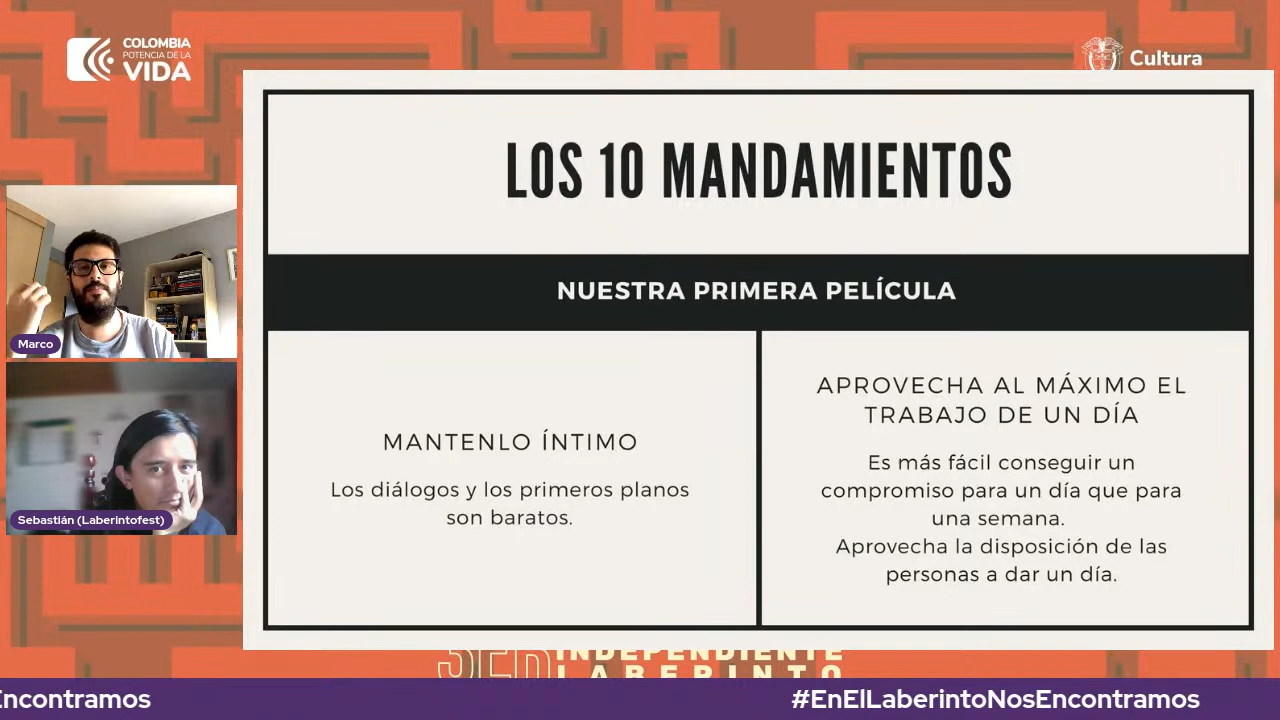 COLOMBIA
POTENCIA DE LA
VIDA
Cultura
LOS 10 MANDAMIENTOS
NUESTRA PRIMERA PELÍCULA
MANTENLO ÍNTIMO
Los diálogos y los primeros planos
son baratos.
APROVECHA AL MÁXIMO EL
TRABAJO DE UN DÍA
Es más fácil conseguir un
compromiso para un día que para
una semana.
Aprovecha la disposición de las
personas a dar un día.
Marco
Sebastián (Laberintofest)
SER INDEPENDIENTE
LABERINTO
Encontramos
#EnElLaberintoNosEncontramos